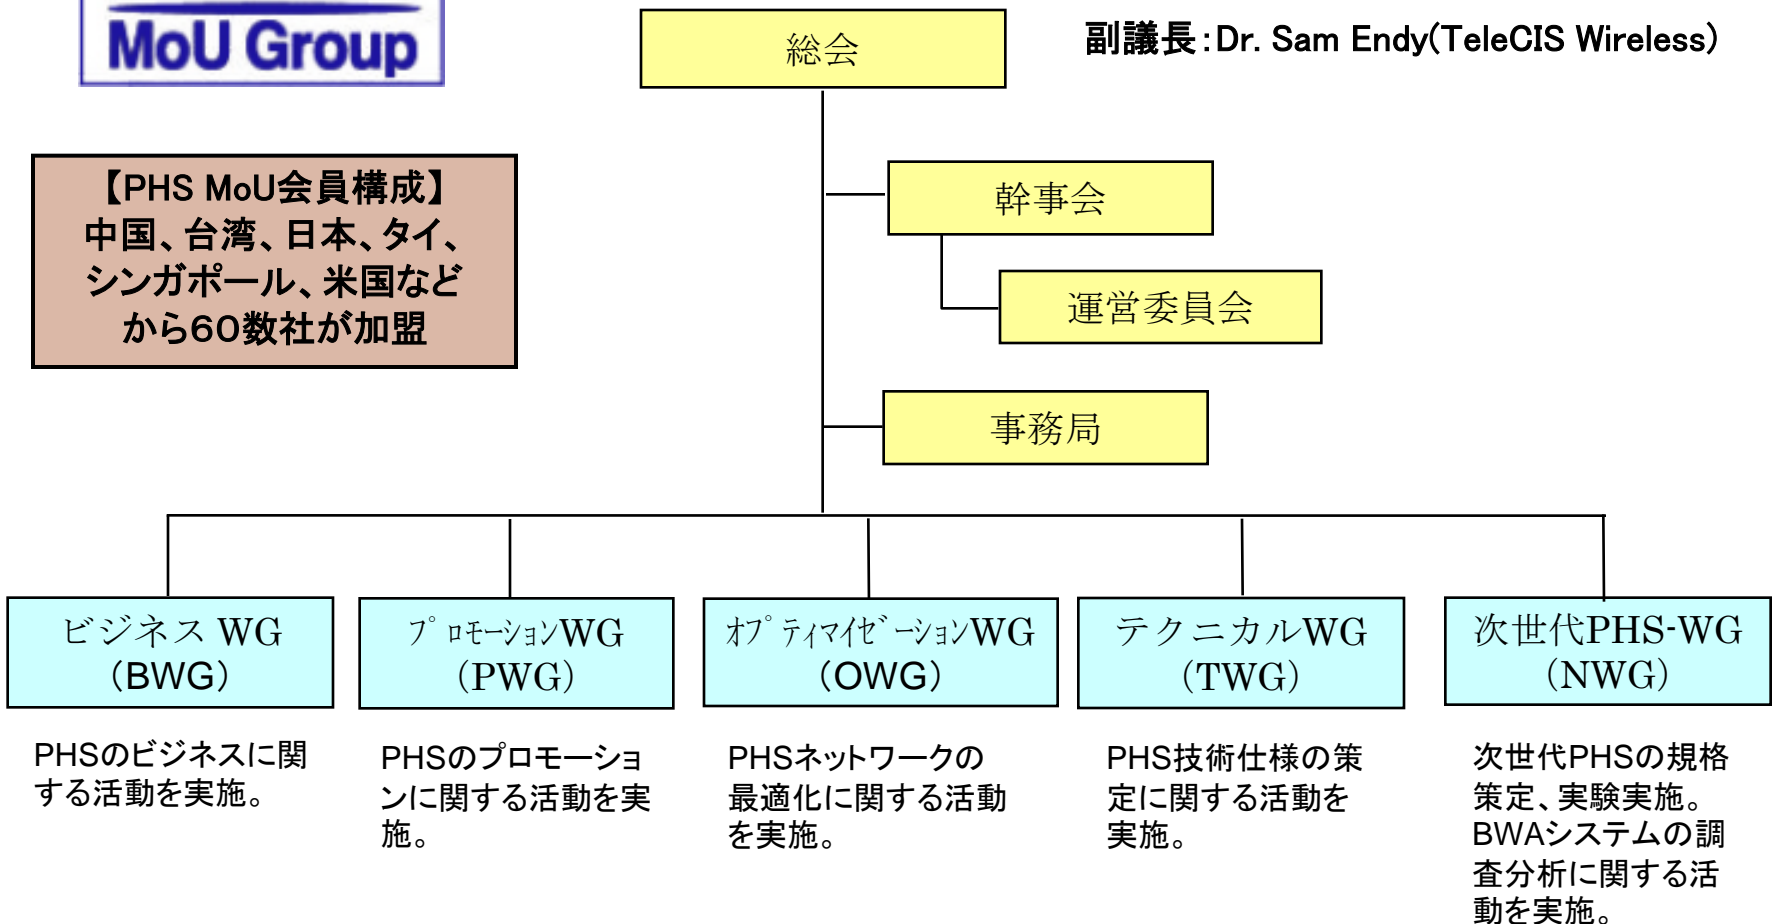 MoU Group
総会
副議長：Dr. Sam Endy(TeleCIS Wireless)
【PHS MoU会員構成】
中国、台湾、日本、タイ、
シンガポール、米国など
から６０数社が加盟
幹事会
運営委員会
事務局
ビジネス WG
（BWG）
ﾌﾟﾛﾓｰｼｮﾝWG
（PWG）
ｵﾌﾟﾃｨﾏｲｾﾞｰｼｮﾝWG
（OWG）
テクニカルWG
（TWG）
次世代PHS-WG
（NWG）
PHSのビジネスに関
する活動を実施。
PHSのプロモーショ
ンに関する活動を実
施。
PHSネットワークの
最適化に関する活動
を実施。
PHS技術仕様の策
定に関する活動を
実施。
次世代PHSの規格
策定、実験実施。
BWAシステムの調
査分析に関する活
動を実施。